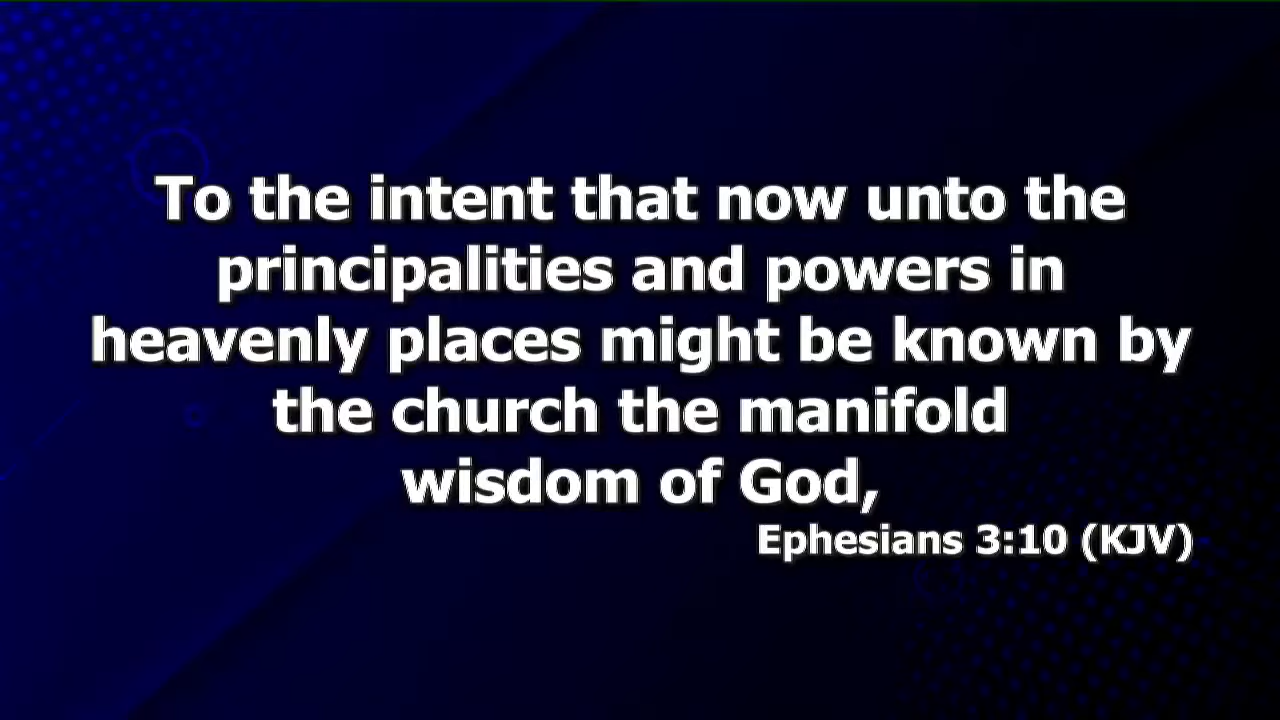 To the intent that now unto the
principalities and powers in
heavenly places might be known by
the church the manifold
wisdom of God,
Ephesians 3:10 (KJV)